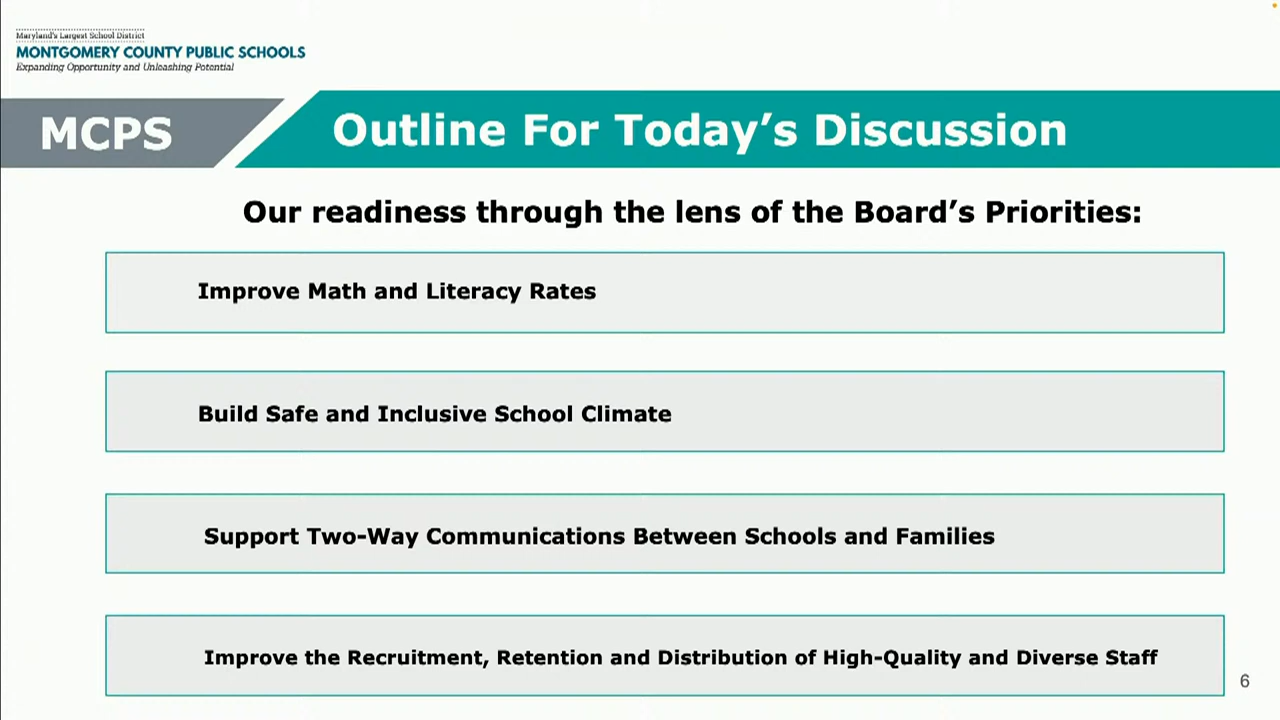 Maryland's Largest School District
MONTGOMERY COUNTY PUBLIC SCHOOLS
Expanding Opportunity and Unleashing Potential
MCPS
Outline For Today's Discussion
Our readiness through the lens of the Board's Priorities:
Improve Math and Literacy Rates
Build Safe and Inclusive School Climate
Support Two-Way Communications Between Schools and Families
Improve the Recruitment, Retention and Distribution of High-Quality and Diverse Staff
6